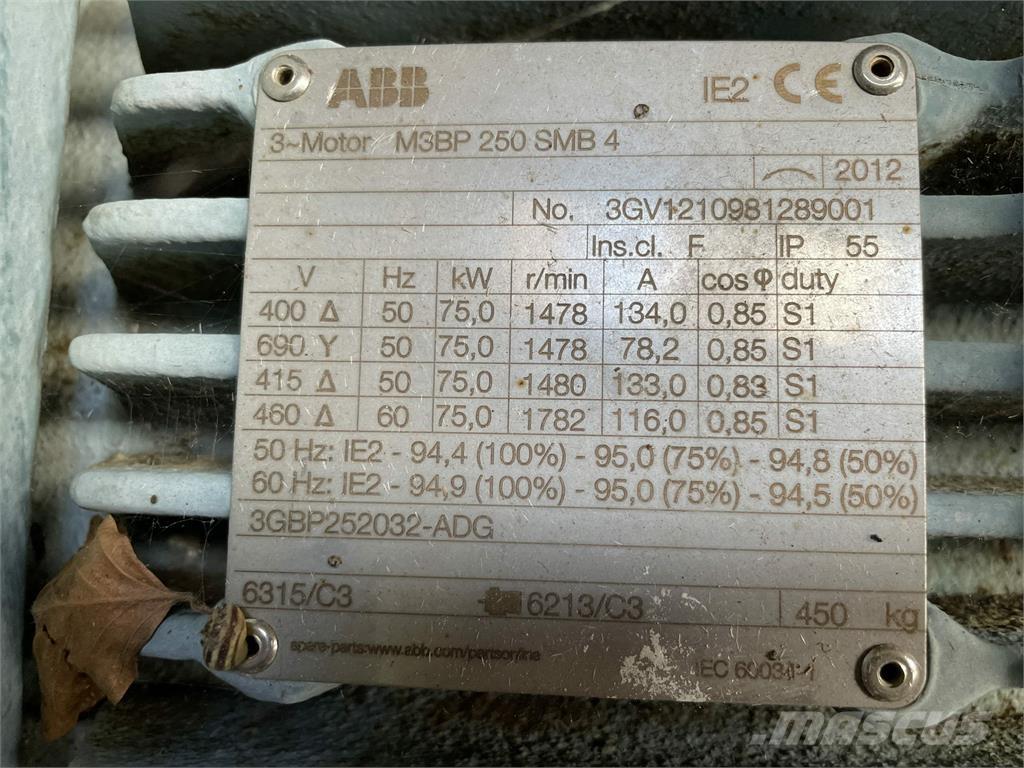 ABB IE2 CE
3~Motor M3BP 250 SMB 4
2012
No. 3GV1210981289001
Ins.cl. F IP 55
V Hz kW r/min A cosφ duty
400 Δ 50 75,0 1478 134,0 0,85 S1
690 Y 50 75,0 1478 78,2 0,85 S1
415 Δ 50 75,0 1480 133,0 0,83 S1
460 Δ 60 75,0 1782 116,0 0,85 S1
50 Hz: IE2 - 94,4 (100%) - 95,0 (75%) - 94,8 (50%)
60 Hz: IE2 - 94,9 (100%) - 95,0 (75%) - 94,5 (50%)
3GBP252032-ADG
6315/C3 6213/C3 450 kg
spare-parts:www.abb.com/partsonline
IEC 60034-1
MASCUS